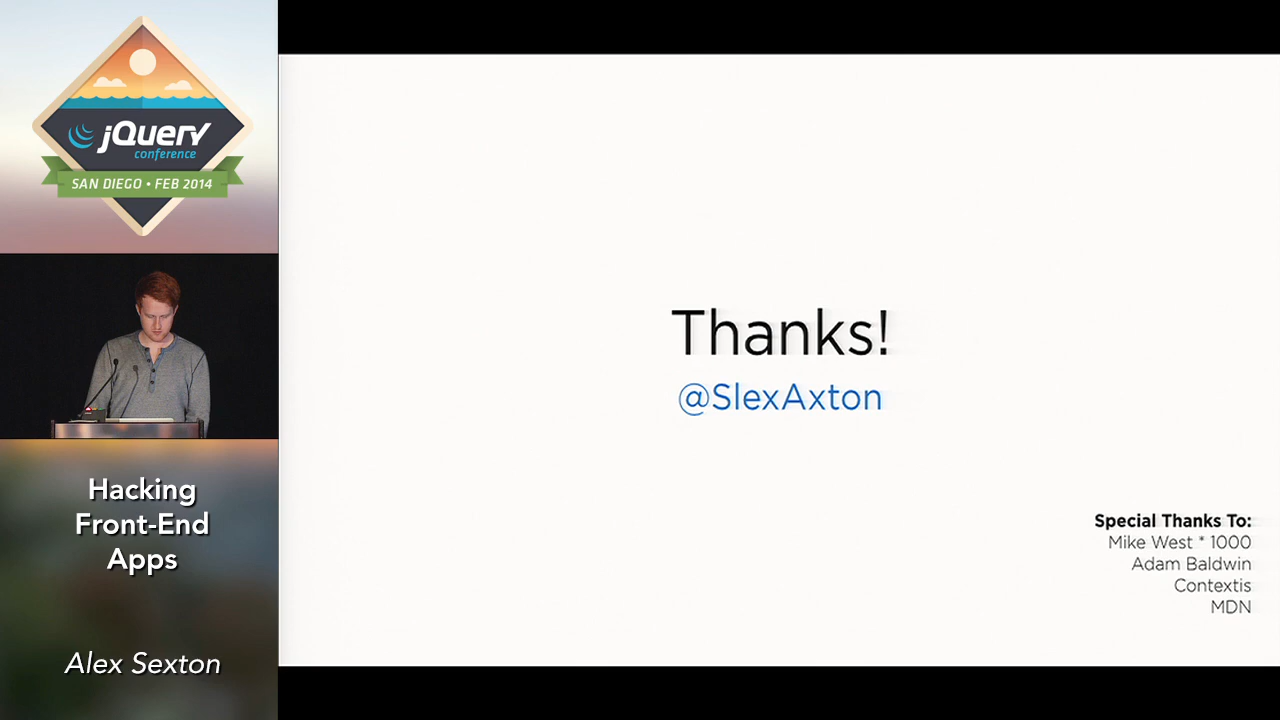 jQuery
conference
SAN DIEGO • FEB 2014
Hacking
Front-End
Apps
Alex Sexton
Thanks!
@SlexAxton
Special Thanks To:
Mike West * 1000
Adam Baldwin
Contextis
MDN